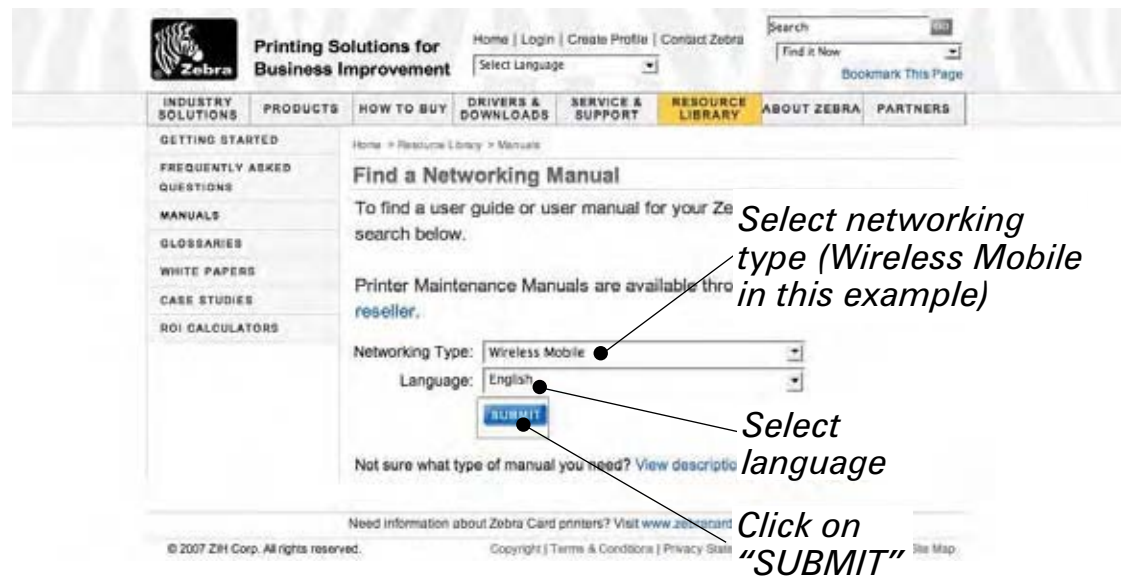 Zebra
Printing Solutions for
Business Improvement
Home | Login | Create Profile | Contact Zebra
Select Language
Search
GO
Find it Now
Bookmark This Page
INDUSTRY
SOLUTIONS
PRODUCTS
HOW TO BUY
DRIVERS &
DOWNLOADS
SERVICE &
SUPPORT
RESOURCE
LIBRARY
ABOUT ZEBRA
PARTNERS
GETTING STARTED
FREQUENTLY ASKED
QUESTIONS
MANUALS
GLOSSARIES
WHITE PAPERS
CASE STUDIES
ROI CALCULATORS
Home > Resource Library > Manuals
Find a Networking Manual
To find a user guide or user manual for your Ze
search below.
Printer Maintenance Manuals are available thro
reseller.
Networking Type: Wireless Mobile
Language: English
SUBMIT
Not sure what type of manual you need? View descriptio
Select networking
type (Wireless Mobile
in this example)
Select
language
Click on
“SUBMIT”
Need information about Zebra Card printers? Visit www.zebracard
© 2007 ZIH Corp. All rights reserved.
Copyright | Terms & Conditions | Privacy State
Site Map